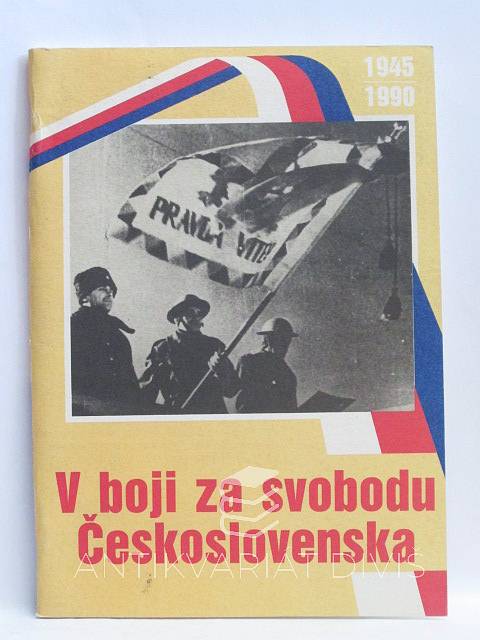 1945
1990
PRAVDA VÍTĚ
V boji za svobodu
Československa
ANTIKVARIÁT DIVIŠ